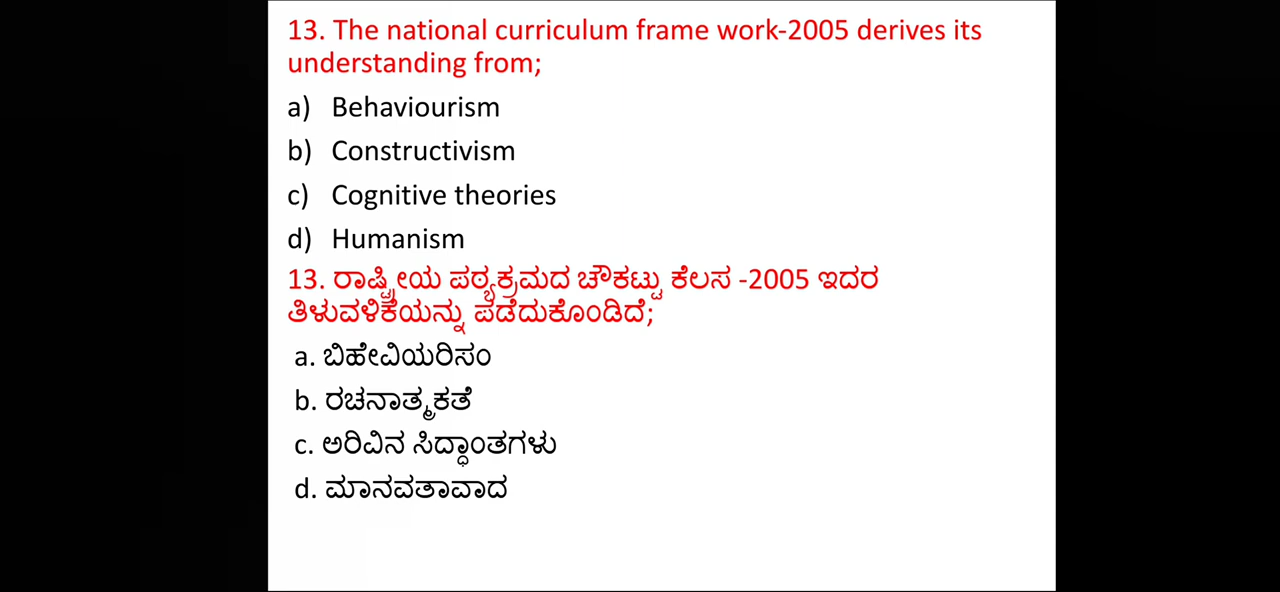 13. The national curriculum frame work-2005 derives its
understanding from;
a) Behaviourism
b) Constructivism
c) Cognitive theories
d) Humanism
13. ರಾಷ್ಟ್ರೀಯ ಪಠ್ಯಕ್ರಮದ ಚೌಕಟ್ಟು ಕೆಲಸ -2005 ಇದರ
ತಿಳುವಳಿಕೆಯನ್ನು ಪಡೆದುಕೊಂಡಿದೆ;
a. ಬಿಹೇವಿಯರಿಸಂ
b. ರಚನಾತ್ಮಕತೆ
c. ಅರಿವಿನ ಸಿದ್ಧಾಂತಗಳು
d. ಮಾನವತಾವಾದ